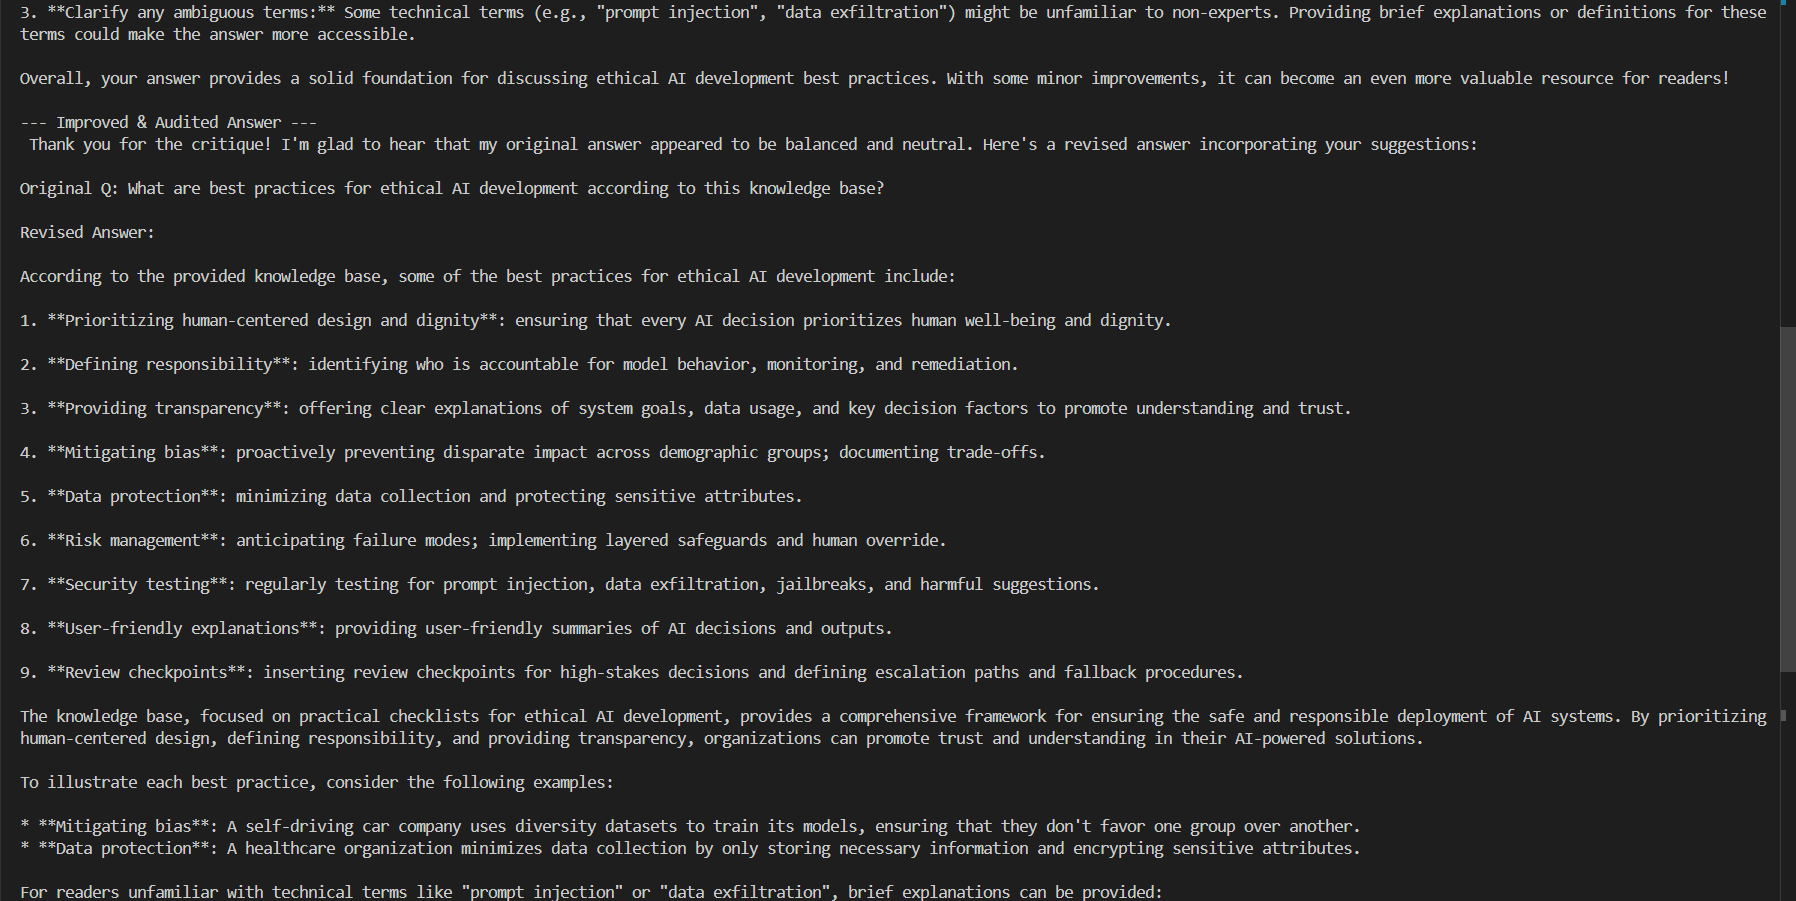 3. **Clarify any ambiguous terms:** Some technical terms (e.g., "prompt injection", "data exfiltration") might be unfamiliar to non-experts. Providing brief explanations or definitions for these
terms could make the answer more accessible.
Overall, your answer provides a solid foundation for discussing ethical AI development best practices. With some minor improvements, it can become an even more valuable resource for readers!
--- Improved & Audited Answer ---
Thank you for the critique! I'm glad to hear that my original answer appeared to be balanced and neutral. Here's a revised answer incorporating your suggestions:
Original Q: What are best practices for ethical AI development according to this knowledge base?
Revised Answer:
According to the provided knowledge base, some of the best practices for ethical AI development include:
1. **Prioritizing human-centered design and dignity**: ensuring that every AI decision prioritizes human well-being and dignity.
2. **Defining responsibility**: identifying who is accountable for model behavior, monitoring, and remediation.
3. **Providing transparency**: offering clear explanations of system goals, data usage, and key decision factors to promote understanding and trust.
4. **Mitigating bias**: proactively preventing disparate impact across demographic groups; documenting trade-offs.
5. **Data protection**: minimizing data collection and protecting sensitive attributes.
6. **Risk management**: anticipating failure modes; implementing layered safeguards and human override.
7. **Security testing**: regularly testing for prompt injection, data exfiltration, jailbreaks, and harmful suggestions.
8. **User-friendly explanations**: providing user-friendly summaries of AI decisions and outputs.
9. **Review checkpoints**: inserting review checkpoints for high-stakes decisions and defining escalation paths and fallback procedures.
The knowledge base, focused on practical checklists for ethical AI development, provides a comprehensive framework for ensuring the safe and responsible deployment of AI systems. By prioritizing
human-centered design, defining responsibility, and providing transparency, organizations can promote trust and understanding in their AI-powered solutions.
To illustrate each best practice, consider the following examples:
* **Mitigating bias**: A self-driving car company uses diversity datasets to train its models, ensuring that they don't favor one group over another.
* **Data protection**: A healthcare organization minimizes data collection by only storing necessary information and encrypting sensitive attributes.
For readers unfamiliar with technical terms like "prompt injection" or "data exfiltration", brief explanations can be provided: